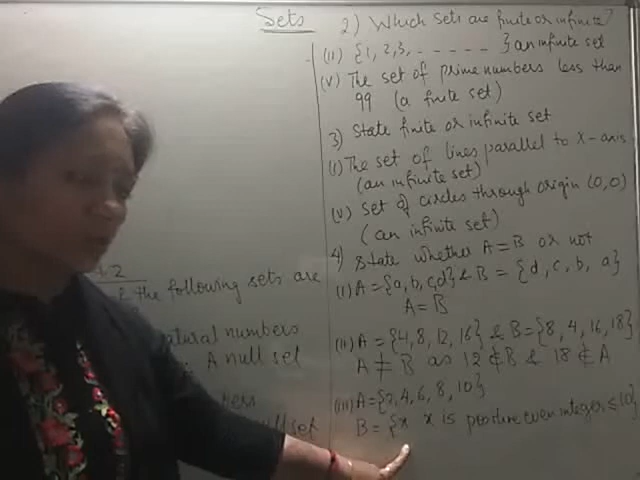 Sets
2) Which sets are finite or infinite?
(ii) {1, 2, 3, ------ } an infinite set
(v) The set of prime numbers less than
99 (a finite set)
3) State finite or infinite set
(i) The set of lines parallel to x-axis
(an infinite set)
(v) Set of circles through origin (0,0)
(an infinite set)
4) State whether A = B or not
(i) A = {a, b, c, d} & B = {d, c, b, a}
A = B
(ii) A = {4, 8, 12, 16} & B = {8, 4, 16, 18}
A ≠ B as 12 ∉ B & 18 ∉ A
(iii) A = {2, 4, 6, 8, 10}
B = {x x is positive even integer ≤ 10}
the following sets are
natural numbers
A null set
null set